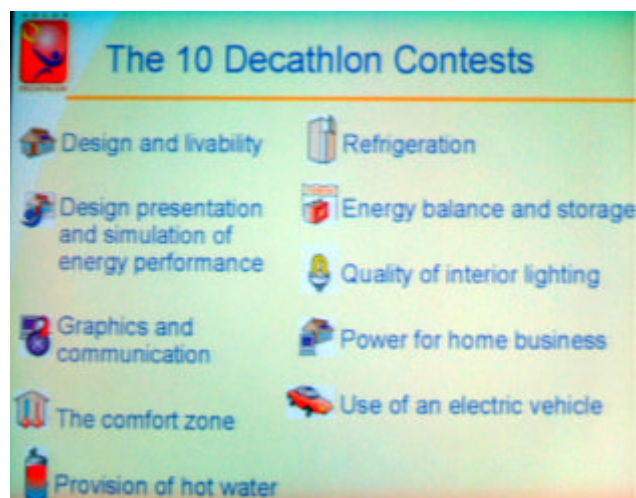 The 10 Decathlon Contests
Design and livability
Design presentation
and simulation of
energy performance
Graphics and
communication
The comfort zone
Provision of hot water
Refrigeration
Energy balance and storage
Quality of interior lighting
Power for home business
Use of an electric vehicle